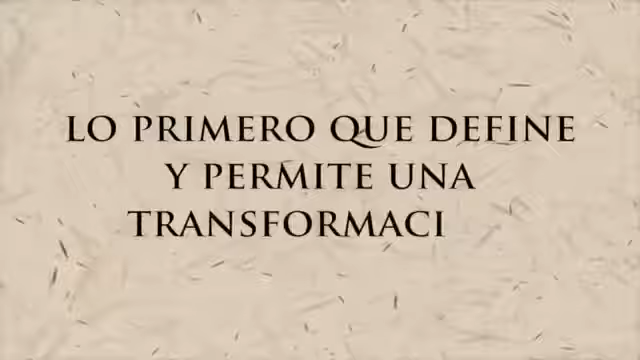 LO PRIMERO QUE DEFINE
Y PERMITE UNA
TRANSFORMACI